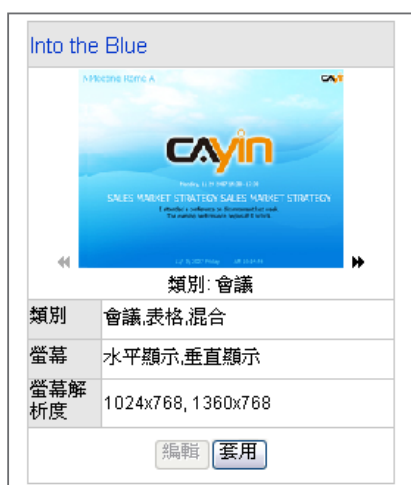 Into the Blue
CAYIN
CAYIN
SALES MARKET STRATEGY SALES MARKET STRATEGY
類別: 會議
類別
會議,表格,混合
螢幕
水平顯示,垂直顯示
螢幕解
析度
1024x768, 1360x768
編輯
套用